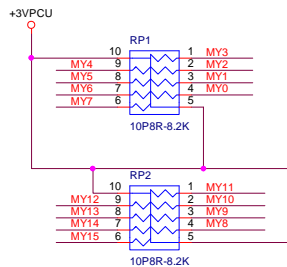 +3VPCU
RP1
10 1 MY3
MY4 9 2 MY2
MY5 8 3 MY1
MY6 7 4 MY0
MY7 6 5
10P8R-8.2K
RP2
10 1 MY11
MY12 9 2 MY10
MY13 8 3 MY9
MY14 7 4 MY8
MY15 6 5
10P8R-8.2K